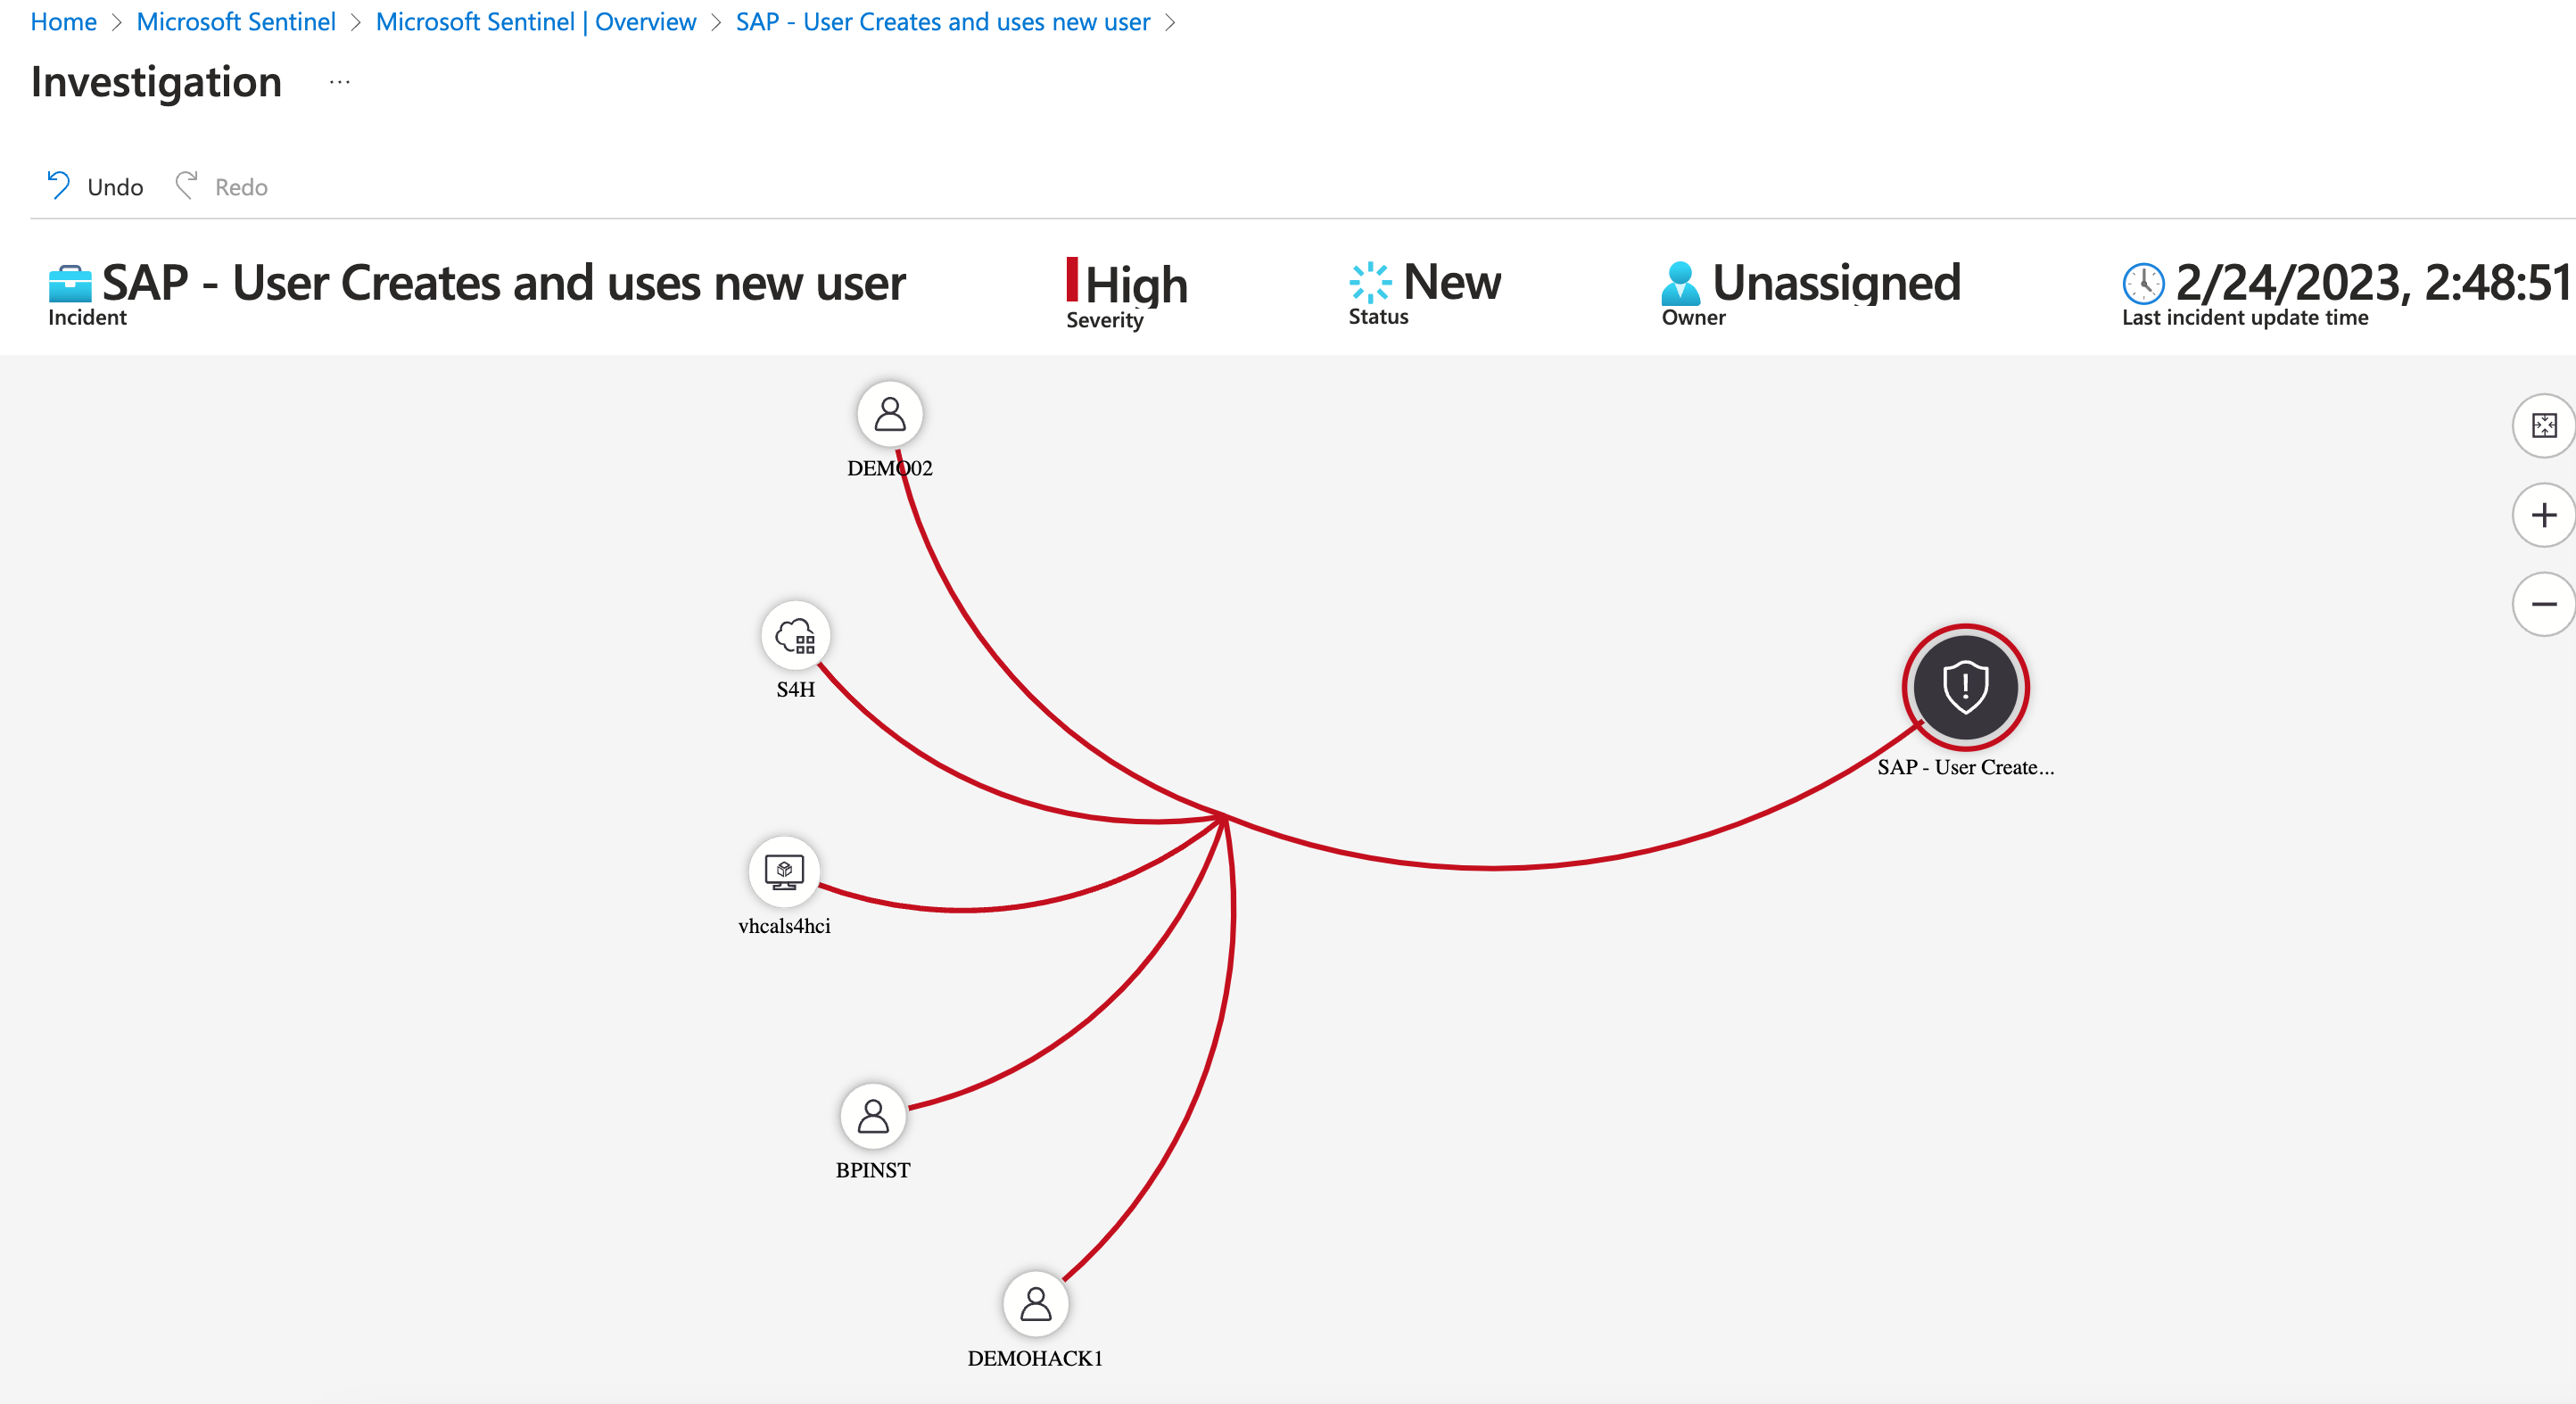 Home > Microsoft Sentinel > Microsoft Sentinel | Overview > SAP - User Creates and uses new user >
Investigation ...
Undo Redo
SAP - User Creates and uses new user High New Unassigned 2/24/2023, 2:48:51
Incident Severity Status Owner Last incident update time
DEMO02
S4H
SAP - User Create...
vhcals4hci
BPINST
DEMOHACK1